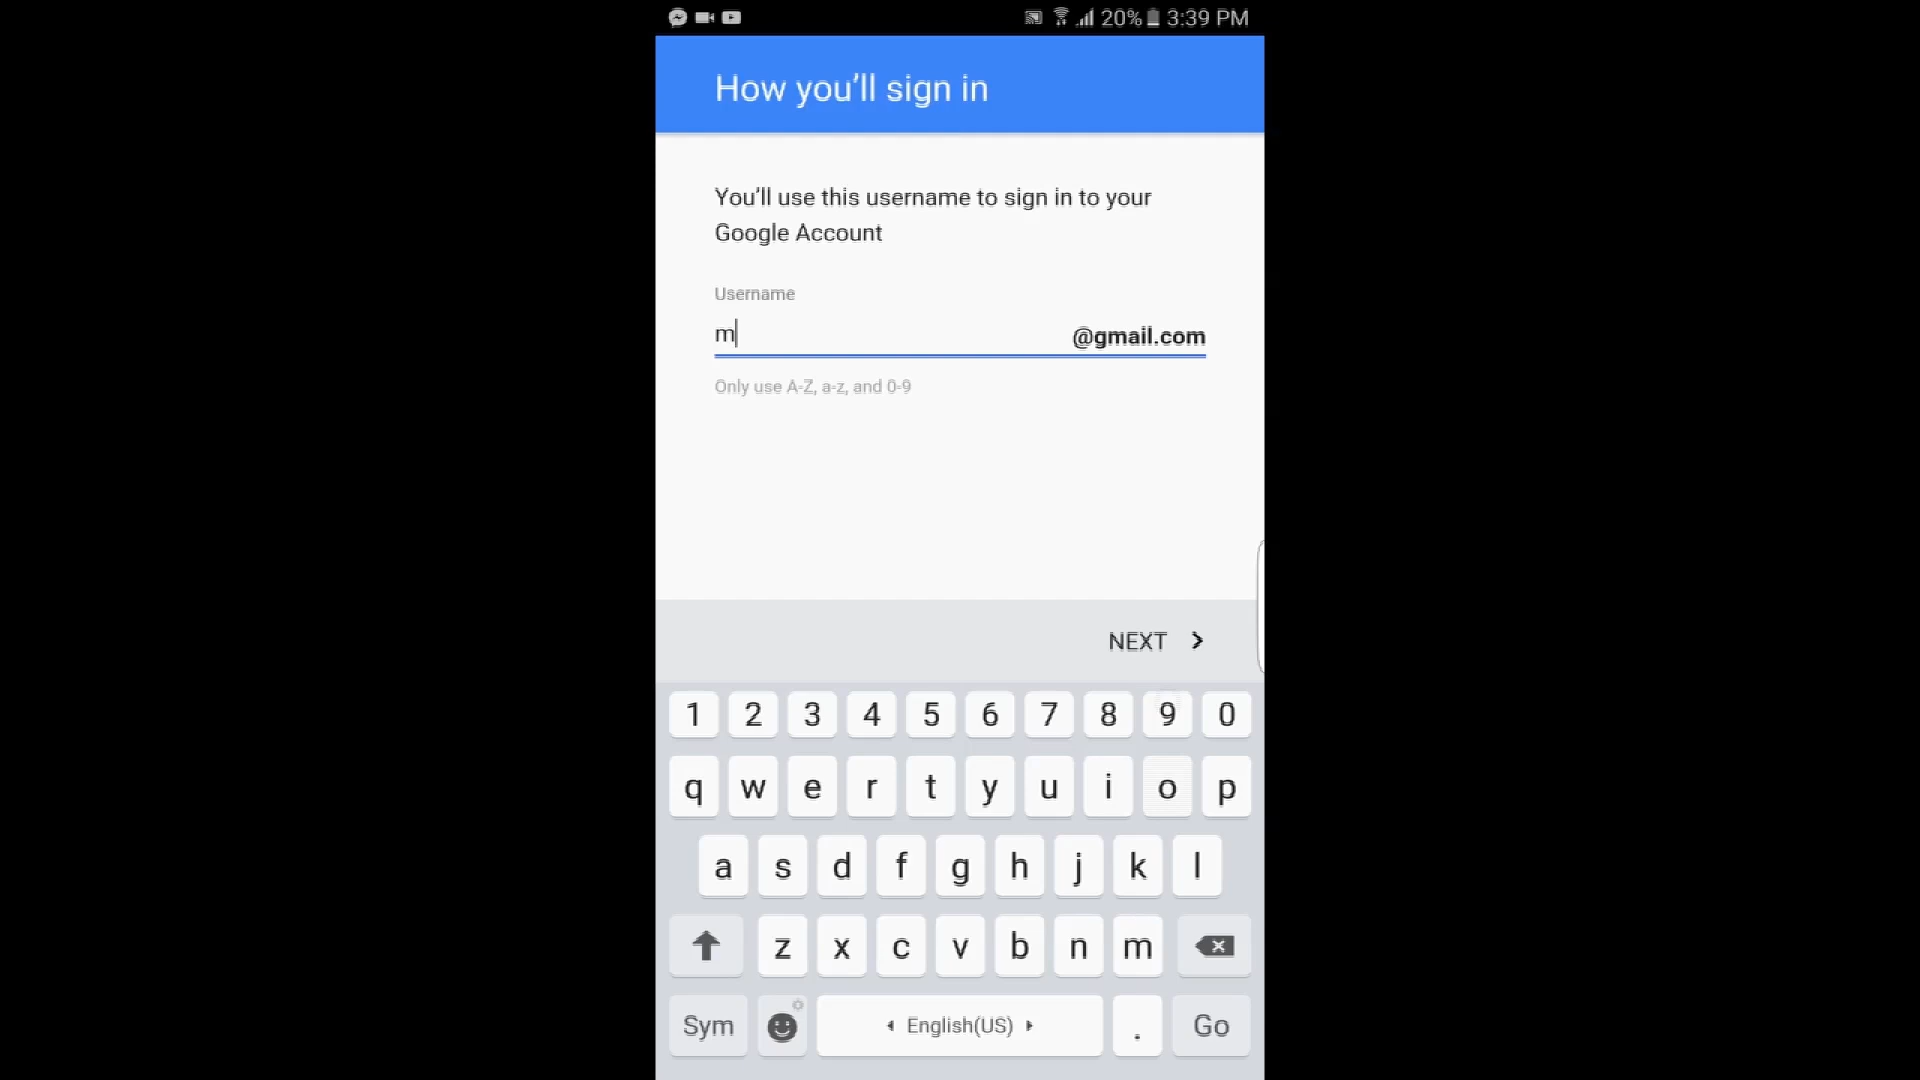 20% 3:39 PM
How you'll sign in
You'll use this username to sign in to your
Google Account
Username
m @gmail.com
Only use A-Z, a-z, and 0-9
NEXT
1 2 3 4 5 6 7 8 9 0
q w e r t y u i o p
a s d f g h j k l
z x c v b n m
Sym English(US) . Go